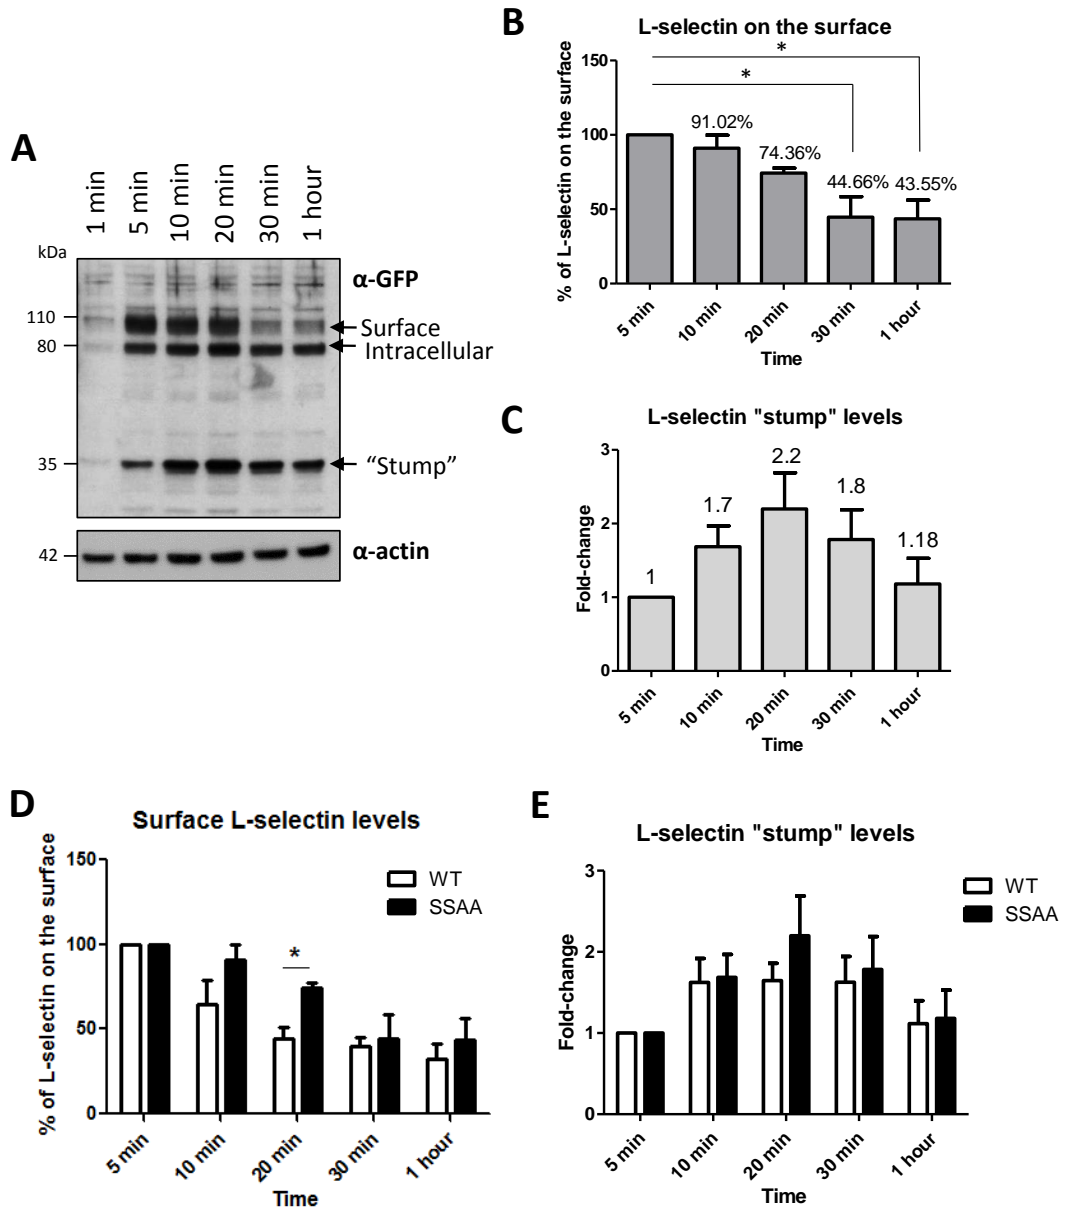 A
1 min
5 min
10 min
20 min
30 min
1 hour
kDa
α-GFP
110
Surface
80
Intracellular
35
“Stump”
42
α-actin
B
L-selectin on the surface
*
*
% of L-selectin on the surface
150
100
50
0
91.02%
74.36%
44.66%
43.55%
5 min
10 min
20 min
30 min
1 hour
Time
C
L-selectin "stump" levels
Fold-change
3
2
1
0
1
1.7
2.2
1.8
1.18
5 min
10 min
20 min
30 min
1 hour
Time
D
Surface L-selectin levels
% of L-selectin on the surface
150
100
50
0
WT
SSAA
*
5 min
10 min
20 min
30 min
1 hour
Time
E
L-selectin "stump" levels
Fold-change
3
2
1
0
WT
SSAA
5 min
10 min
20 min
30 min
1 hour
Time